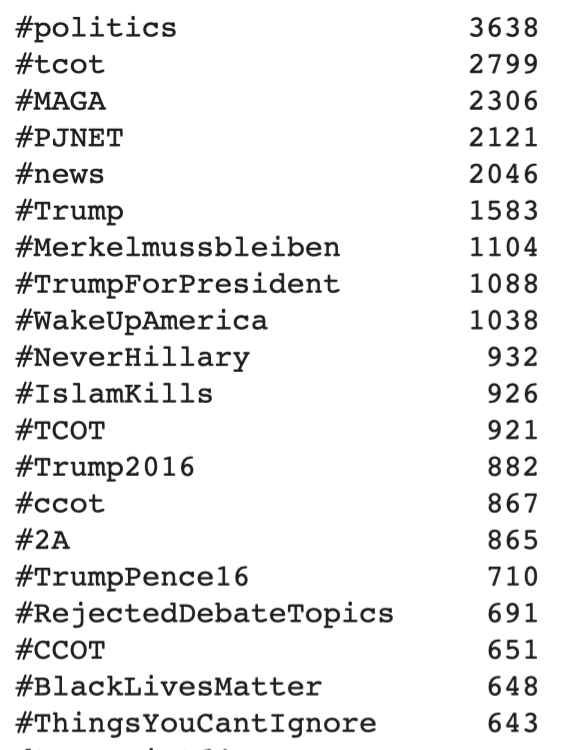 #politics 3638
#tcot 2799
#MAGA 2306
#PJNET 2121
#news 2046
#Trump 1583
#Merkelmussbleiben 1104
#TrumpForPresident 1088
#WakeUpAmerica 1038
#NeverHillary 932
#IslamKills 926
#TCOT 921
#Trump2016 882
#ccot 867
#2A 865
#TrumpPence16 710
#RejectedDebateTopics 691
#CCOT 651
#BlackLivesMatter 648
#ThingsYouCantIgnore 643